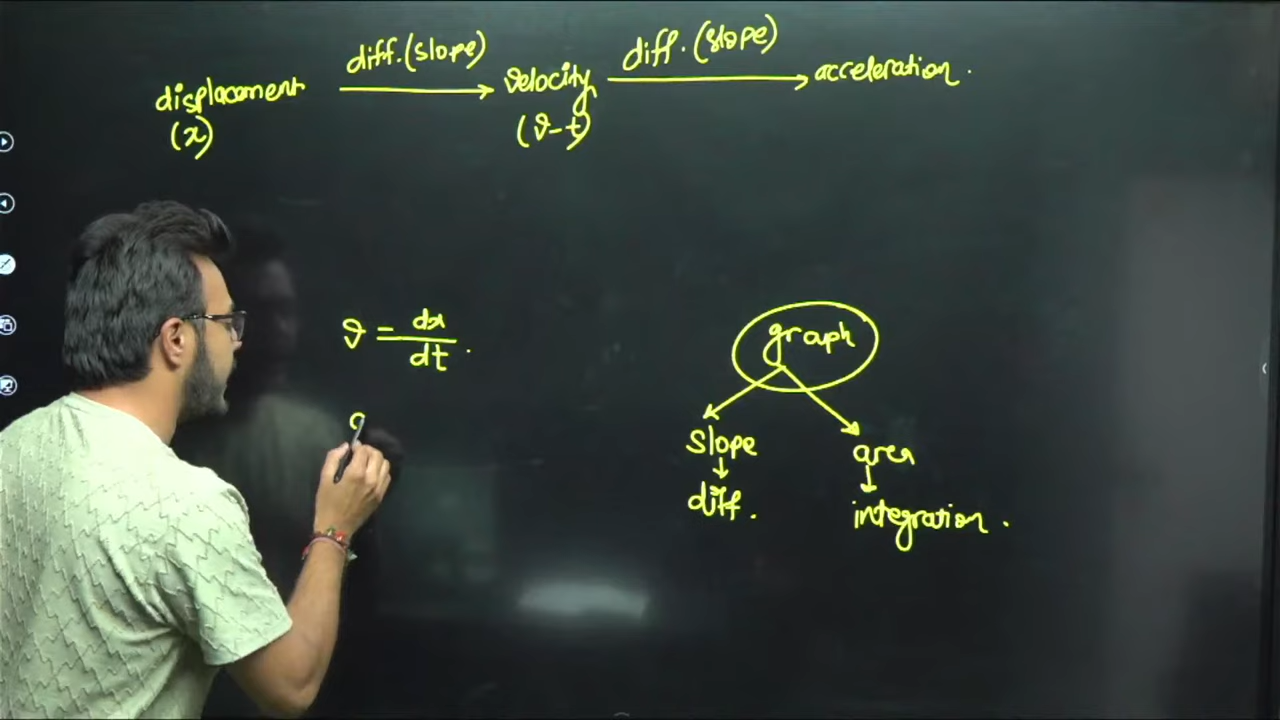 diff. (slope)
diff. (slope)
displacement
velocity
acceleration.
(x)
(v-t)
v = dx/dt.
graph
slope
area
diff.
integration.